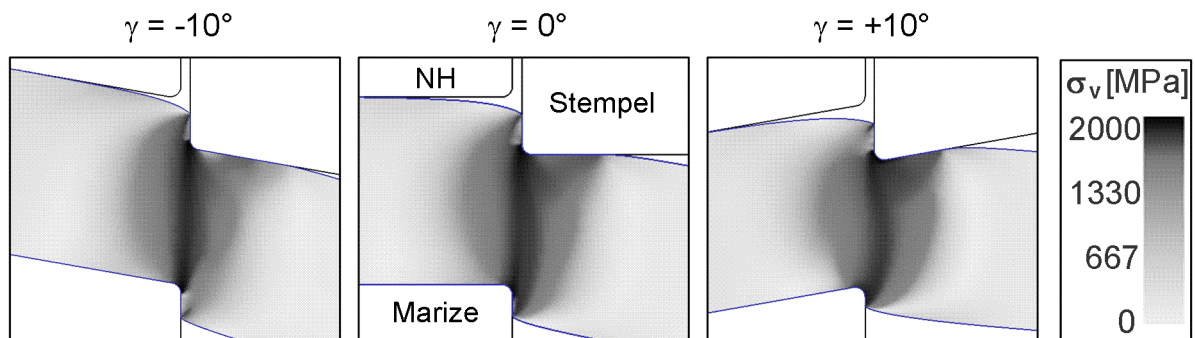 γ = -10°
γ = 0°
γ = +10°
NH
Stempel
Marize
σv [MPa]
2000
1330
667
0